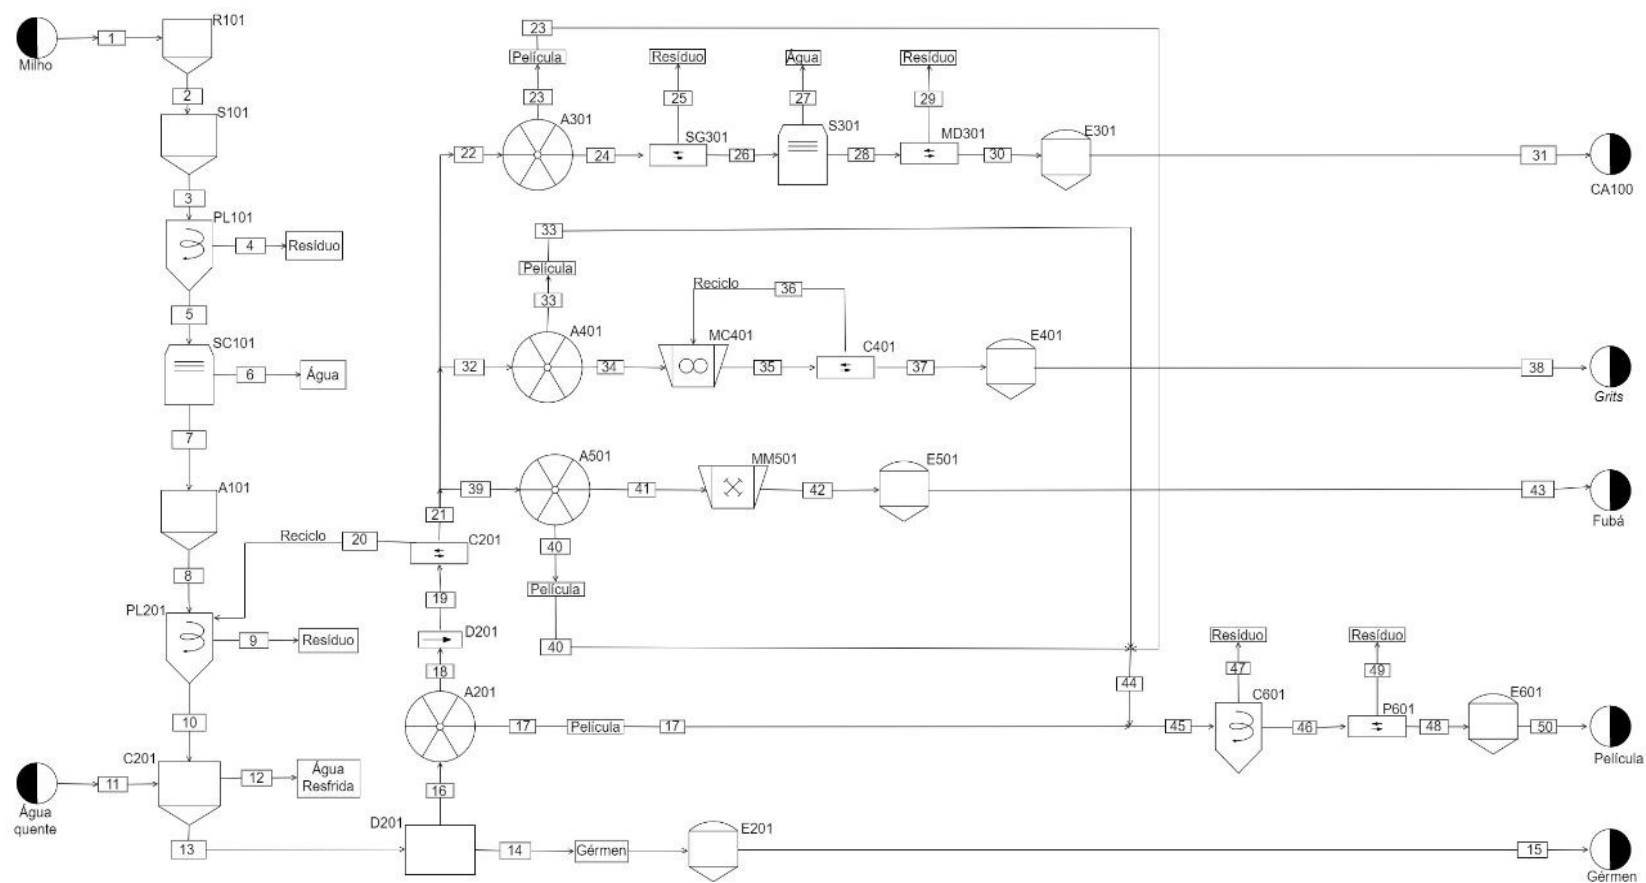 23
R101
1
Milho
Película
Resíduo
Água
Resíduo
2
23
25
27
29
S101
A301
SG301
S301
MD301
E301
22
24
26
28
30
31
CA100
3
PL101
4
Resíduo
33
Película
33
Reciclo
36
5
SC101
A401
MC401
C401
E401
6
Água
32
34
35
37
38
Grits
7
A101
A501
MM501
E501
39
41
42
43
Fubá
21
Reciclo
20
C201
40
8
19
Película
PL201
9
Resíduo
D201
40
Resíduo
Resíduo
18
47
49
44
A201
C601
E601
10
17
Película
17
45
46
P601
48
50
Película
C201
11
12
Água
Resfrida
16
Água
quente
D201
E201
13
14
Gérmen
15
Gérmen